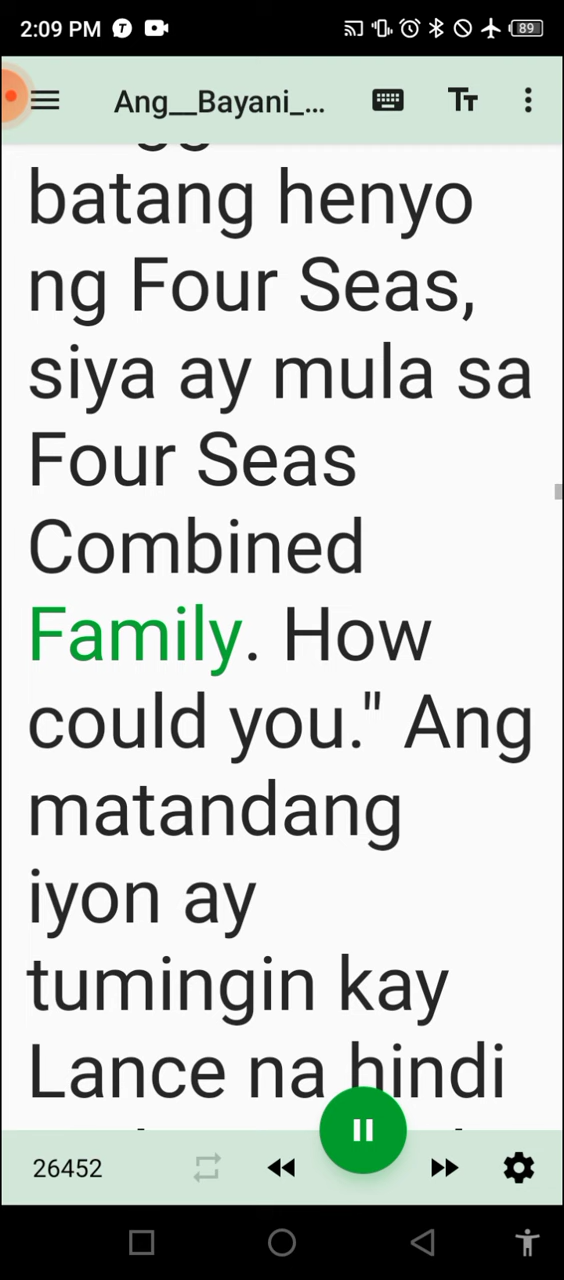 2:09 PM
89
Ang__Bayani_...
batang henyo
ng Four Seas,
siya ay mula sa
Four Seas
Combined
Family. How
could you." Ang
matandang
iyon ay
tumingin kay
Lance na hindi
26452